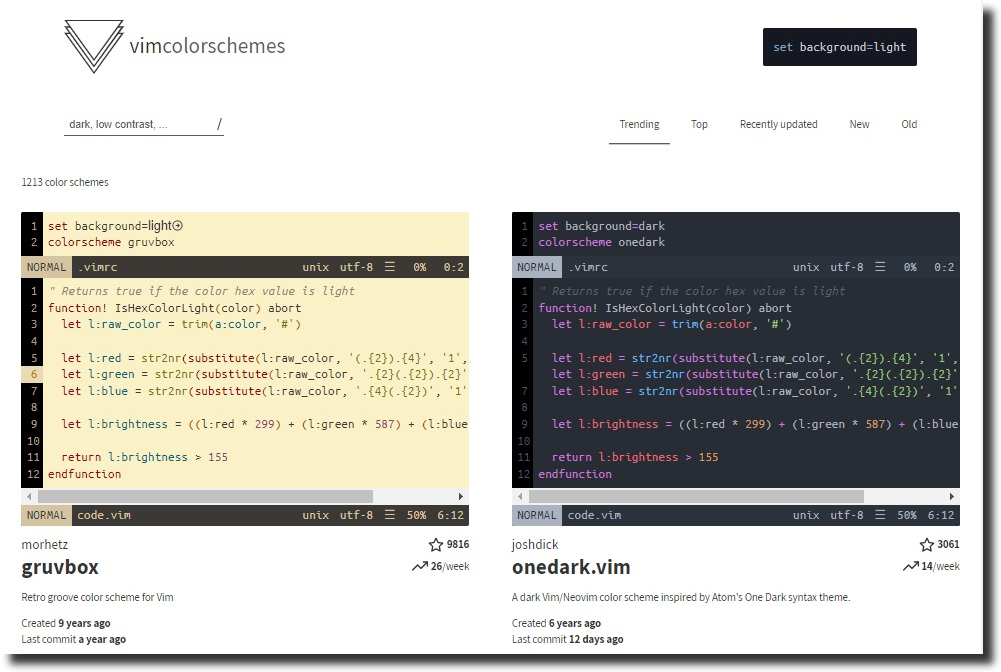 vimcolorschemes
set background=light
dark, low contrast, ... /
Trending Top Recently updated New Old
1213 color schemes
1 set background=light
2 colorscheme gruvbox
NORMAL .vimrc unix utf-8 ☰ 0% 0:2
1 " Returns true if the color hex value is light
2 function! IsHexColorLight(color) abort
3 let l:raw_color = trim(a:color, '#')
4
5 let l:red = str2nr(substitute(l:raw_color, '(.{2}).{4}', '1',
6 let l:green = str2nr(substitute(l:raw_color, '.{2}(.{2}).{2}'
7 let l:blue = str2nr(substitute(l:raw_color, '.{4}(.{2})', '1'
8
9 let l:brightness = ((l:red * 299) + (l:green * 587) + (l:blue
10
11 return l:brightness > 155
12 endfunction
NORMAL code.vim unix utf-8 ☰ 50% 6:12
morhetz 9816
gruvbox 26/week
Retro groove color scheme for Vim
Created 9 years ago
Last commit a year ago
1 set background=dark
2 colorscheme onedark
NORMAL .vimrc unix utf-8 ☰ 0% 0:2
1 " Returns true if the color hex value is light
2 function! IsHexColorLight(color) abort
3 let l:raw_color = trim(a:color, '#')
4
5 let l:red = str2nr(substitute(l:raw_color, '(.{2}).{4}', '1',
let l:green = str2nr(substitute(l:raw_color, '.{2}(.{2}).{2}'
7 let l:blue = str2nr(substitute(l:raw_color, '.{4}(.{2})', '1'
8
9 let l:brightness = ((l:red * 299) + (l:green * 587) + (l:blue
10
11 return l:brightness > 155
12 endfunction
NORMAL code.vim unix utf-8 ☰ 50% 6:12
joshdick 3061
onedark.vim 14/week
A dark Vim/Neovim color scheme inspired by Atom's One Dark syntax theme.
Created 6 years ago
Last commit 12 days ago